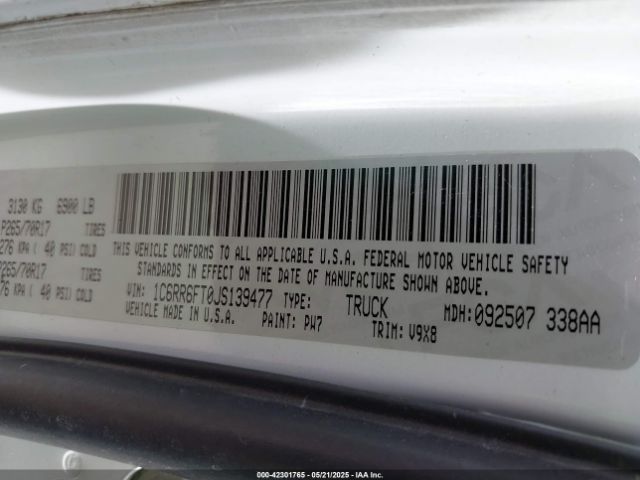 3130 KG 6900 LB
P265/70R17 TIRES
276 KPA ( 40 PSI) COLD
P265/70R17 TIRES
276 KPA ( 40 PSI) COLD
THIS VEHICLE CONFORMS TO ALL APPLICABLE U.S.A. FEDERAL MOTOR VEHICLE SAFETY
STANDARDS IN EFFECT ON THE DATE OF MANUFACTURE SHOWN ABOVE.
VIN: 1C6RR6FT0JS139477 TYPE: TRUCK MDH: 092507 338AA
VEHICLE MADE IN U.S.A. PAINT: PW7 TRIM: V9X8
000-42301765 - 05/21/2025 - IAA Inc.